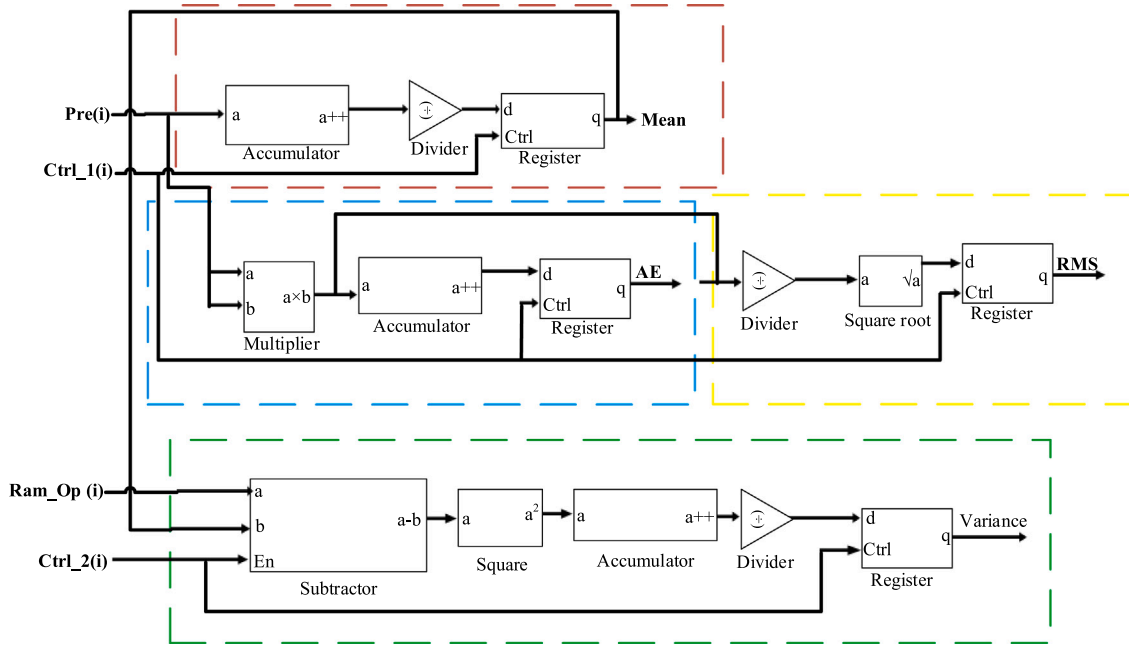 Pre(i)
a
a++
Accumulator
(÷)
Divider
d
Ctrl
q
Register
Mean
Ctrl_1(i)
a
b
a×b
Multiplier
a
a++
Accumulator
d
Ctrl
q
Register
AE
(÷)
Divider
a
√a
Square root
d
Ctrl
q
Register
RMS
Ram_Op (i)
Ctrl_2(i)
a
b
En
a-b
Subtractor
a
a²
Square
a
a++
Accumulator
(÷)
Divider
d
Ctrl
q
Register
Variance